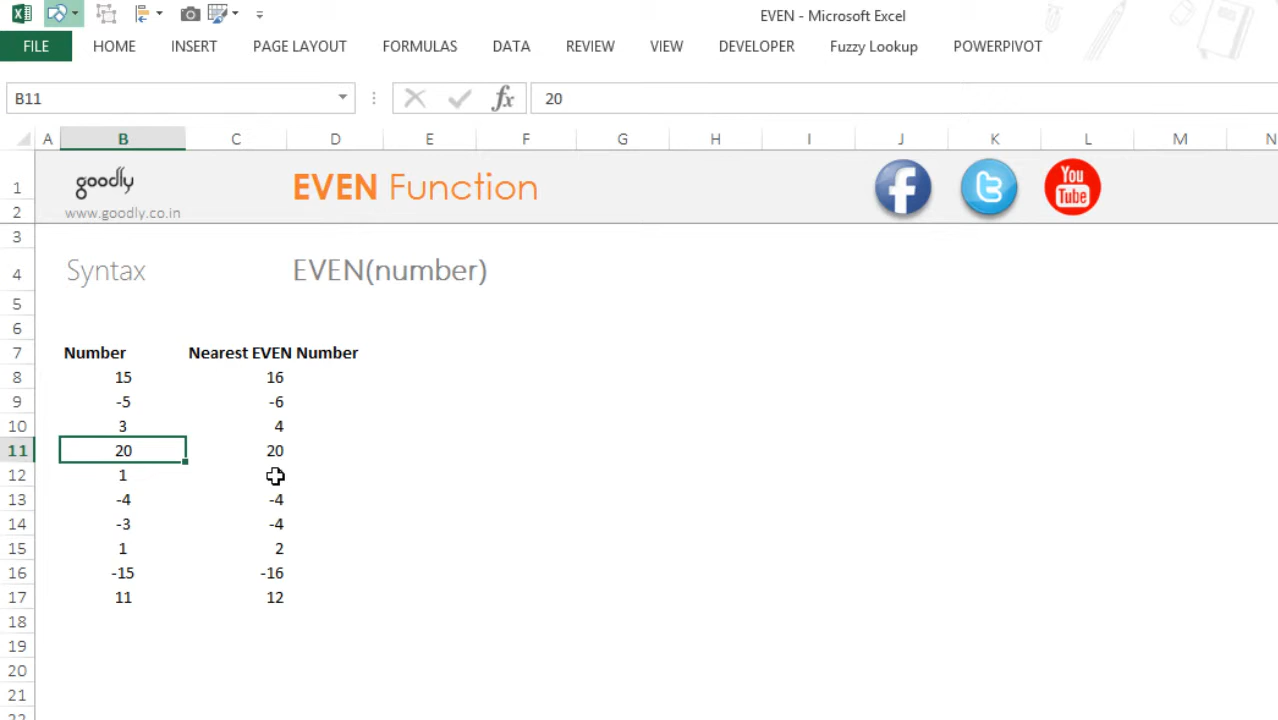 EVEN - Microsoft Excel
FILE HOME INSERT PAGE LAYOUT FORMULAS DATA REVIEW VIEW DEVELOPER Fuzzy Lookup POWERPIVOT
B11 fx 20
A B C D E F G H I J K L M N
1 goodly EVEN Function f t You Tube
2 www.goodly.co.in
3
4 Syntax EVEN(number)
5
6
7 Number Nearest EVEN Number
8 15 16
9 -5 -6
10 3 4
11 20 20
12 1
13 -4 -4
14 -3 -4
15 1 2
16 -15 -16
17 11 12
18
19
20
21
22